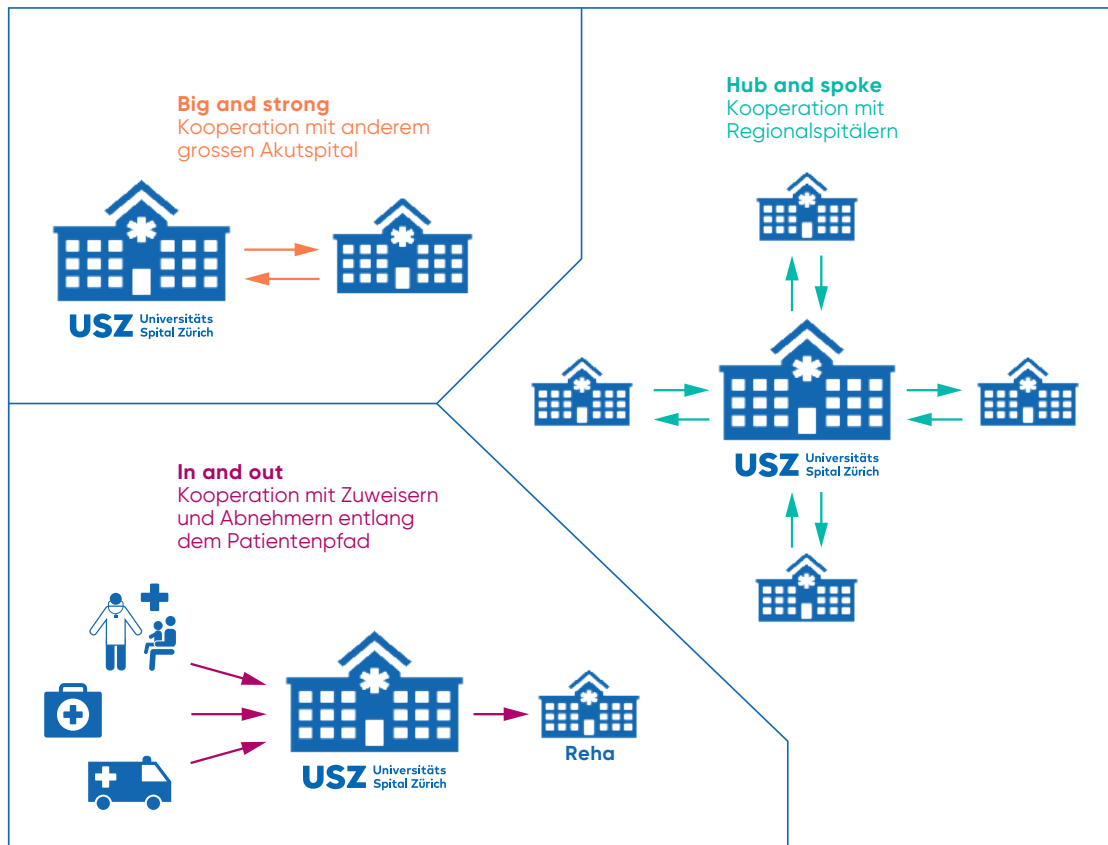 Big and strong
Kooperation mit anderem
grossen Akutspital
USZ Universitäts
Spital Zürich
Hub and spoke
Kooperation mit
Regionalspitälern
USZ Universitäts
Spital Zürich
In and out
Kooperation mit Zuweisern
und Abnehmern entlang
dem Patientenpfad
USZ Universitäts
Spital Zürich
Reha